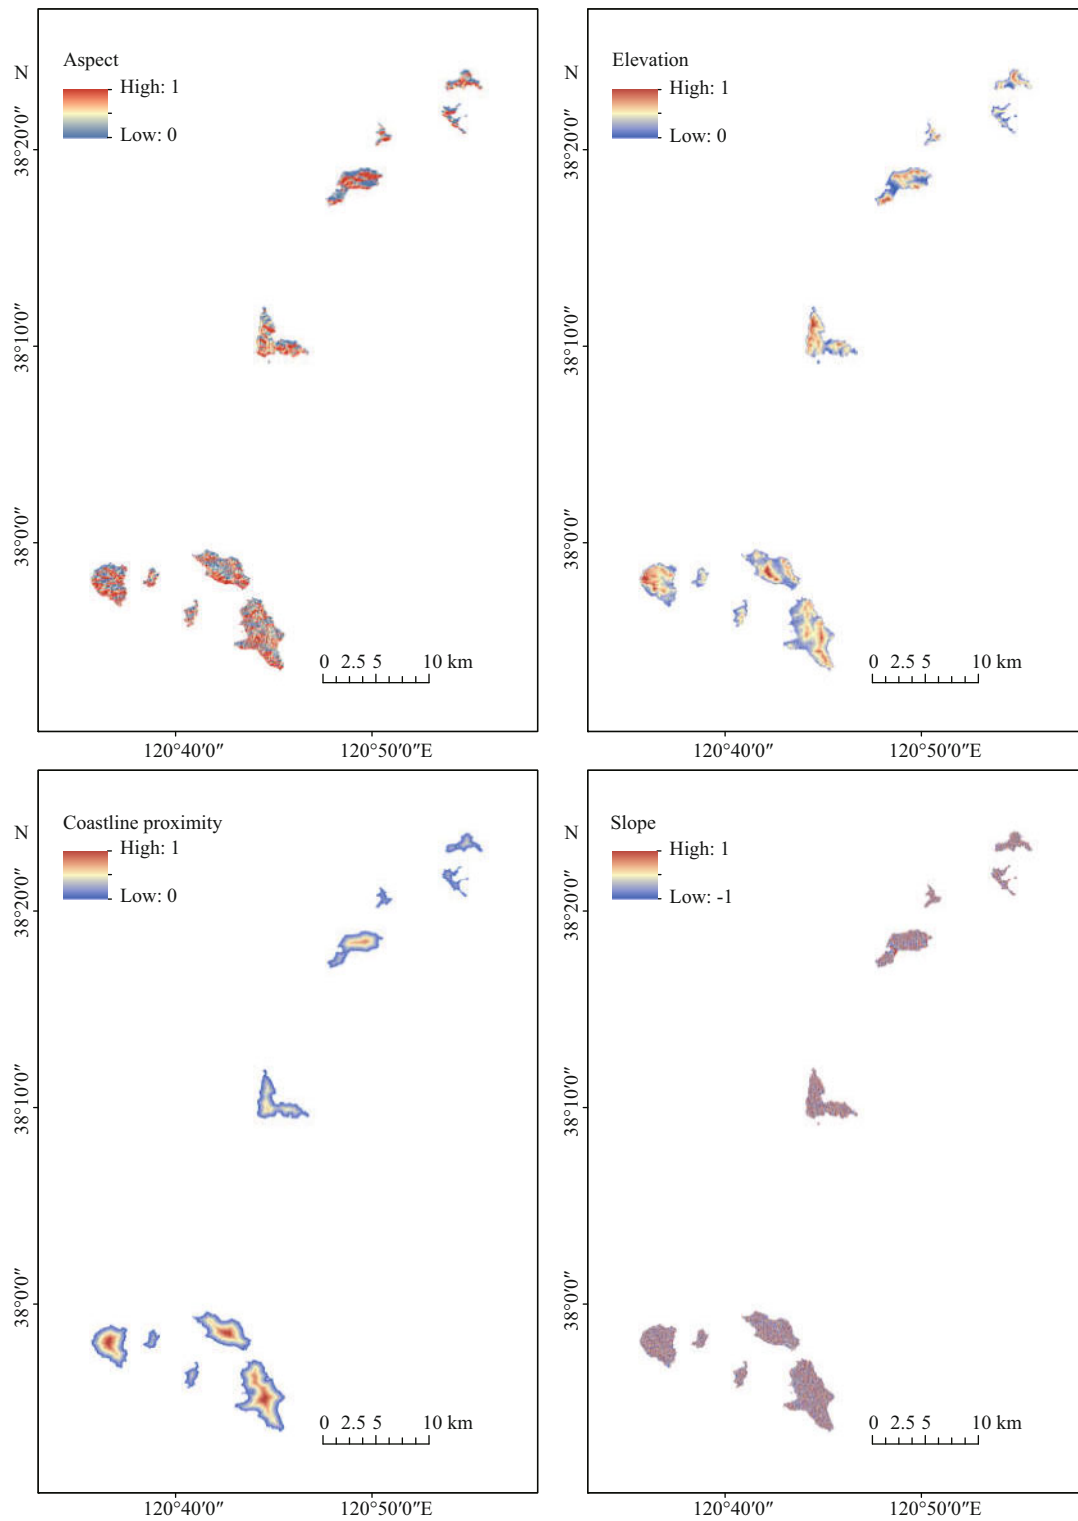 Aspect
N
High: 1
Low: 0
38°20′0″
38°10′0″
38°0′0″
0 2.5 5 10 km
120°40′0″
120°50′0″E
Elevation
N
High: 1
Low: 0
38°20′0″
38°10′0″
38°0′0″
0 2.5 5 10 km
120°40′0″
120°50′0″E
Coastline proximity
N
High: 1
Low: 0
38°20′0″
38°10′0″
38°0′0″
0 2.5 5 10 km
120°40′0″
120°50′0″E
Slope
N
High: 1
Low: -1
38°20′0″
38°10′0″
38°0′0″
0 2.5 5 10 km
120°40′0″
120°50′0″E